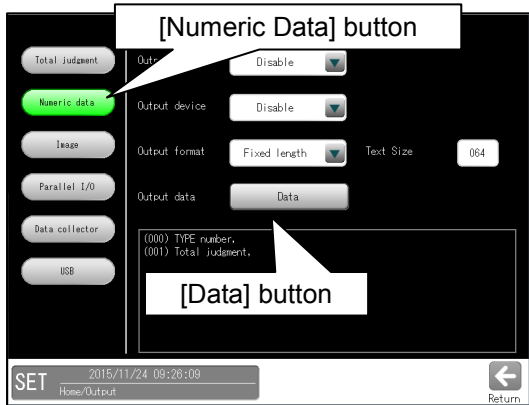 [Numeric Data] button
Total judgment
Outp
Disable
Numeric data
Output device
Disable
Image
Output format
Fixed length
Text Size
064
Parallel I/O
Output data
Data
Data collector
(000) TYPE number.
(001) Total judgment.
USB
[Data] button
SET
2015/11/24 09:26:09
Home/Output
Return